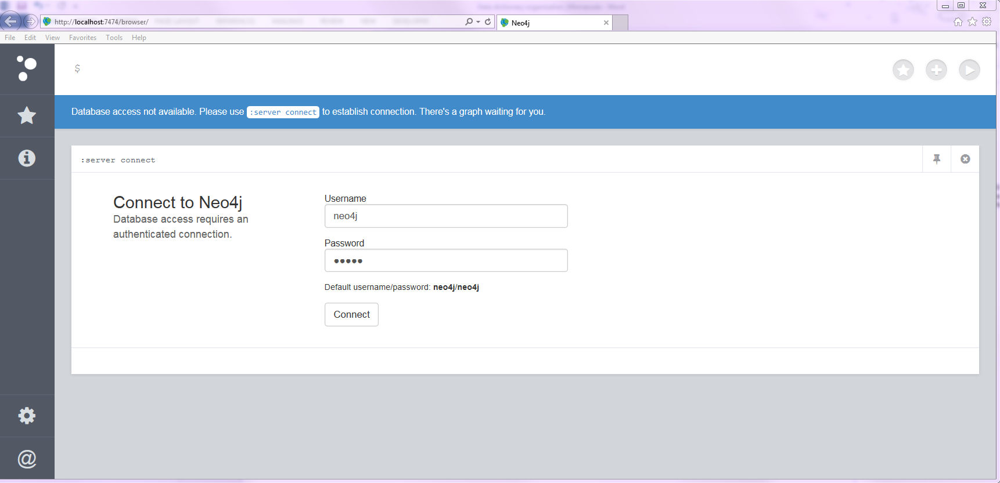 http://localhost:7474/browser/
Neo4j
File Edit View Favorites Tools Help
$
Database access not available. Please use :server connect to establish connection. There's a graph waiting for you.
:server connect
Connect to Neo4j
Database access requires an
authenticated connection.
Username
neo4j
Password
Default username/password: neo4j/neo4j
Connect
@